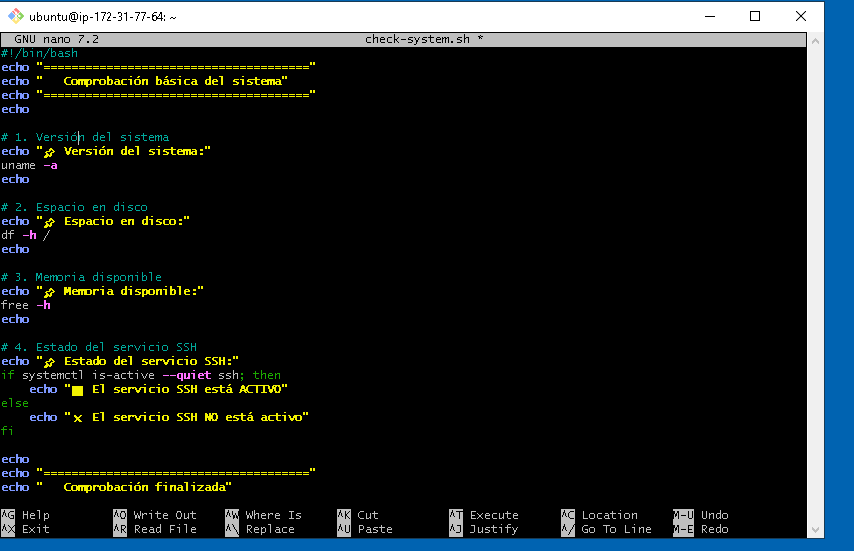 ubuntu@ip-172-31-77-64: ~
GNU nano 7.2 check-system.sh *
#!/bin/bash
echo "======================================"
echo "   Comprobación básica del sistema"
echo "======================================"
echo
# 1. Versión del sistema
echo "📌 Versión del sistema:"
uname -a
echo
# 2. Espacio en disco
echo "📌 Espacio en disco:"
df -h /
echo
# 3. Memoria disponible
echo "📌 Memoria disponible:"
free -h
echo
# 4. Estado del servicio SSH
echo "📌 Estado del servicio SSH:"
if systemctl is-active --quiet ssh; then
    echo "■ El servicio SSH está ACTIVO"
else
    echo "× El servicio SSH NO está activo"
fi
echo
echo "======================================"
echo "   Comprobación finalizada"
^G Help ^O Write Out ^W Where Is ^K Cut ^T Execute ^C Location M-U Undo
^X Exit ^R Read File ^\ Replace ^U Paste ^J Justify ^/ Go To Line M-E Redo